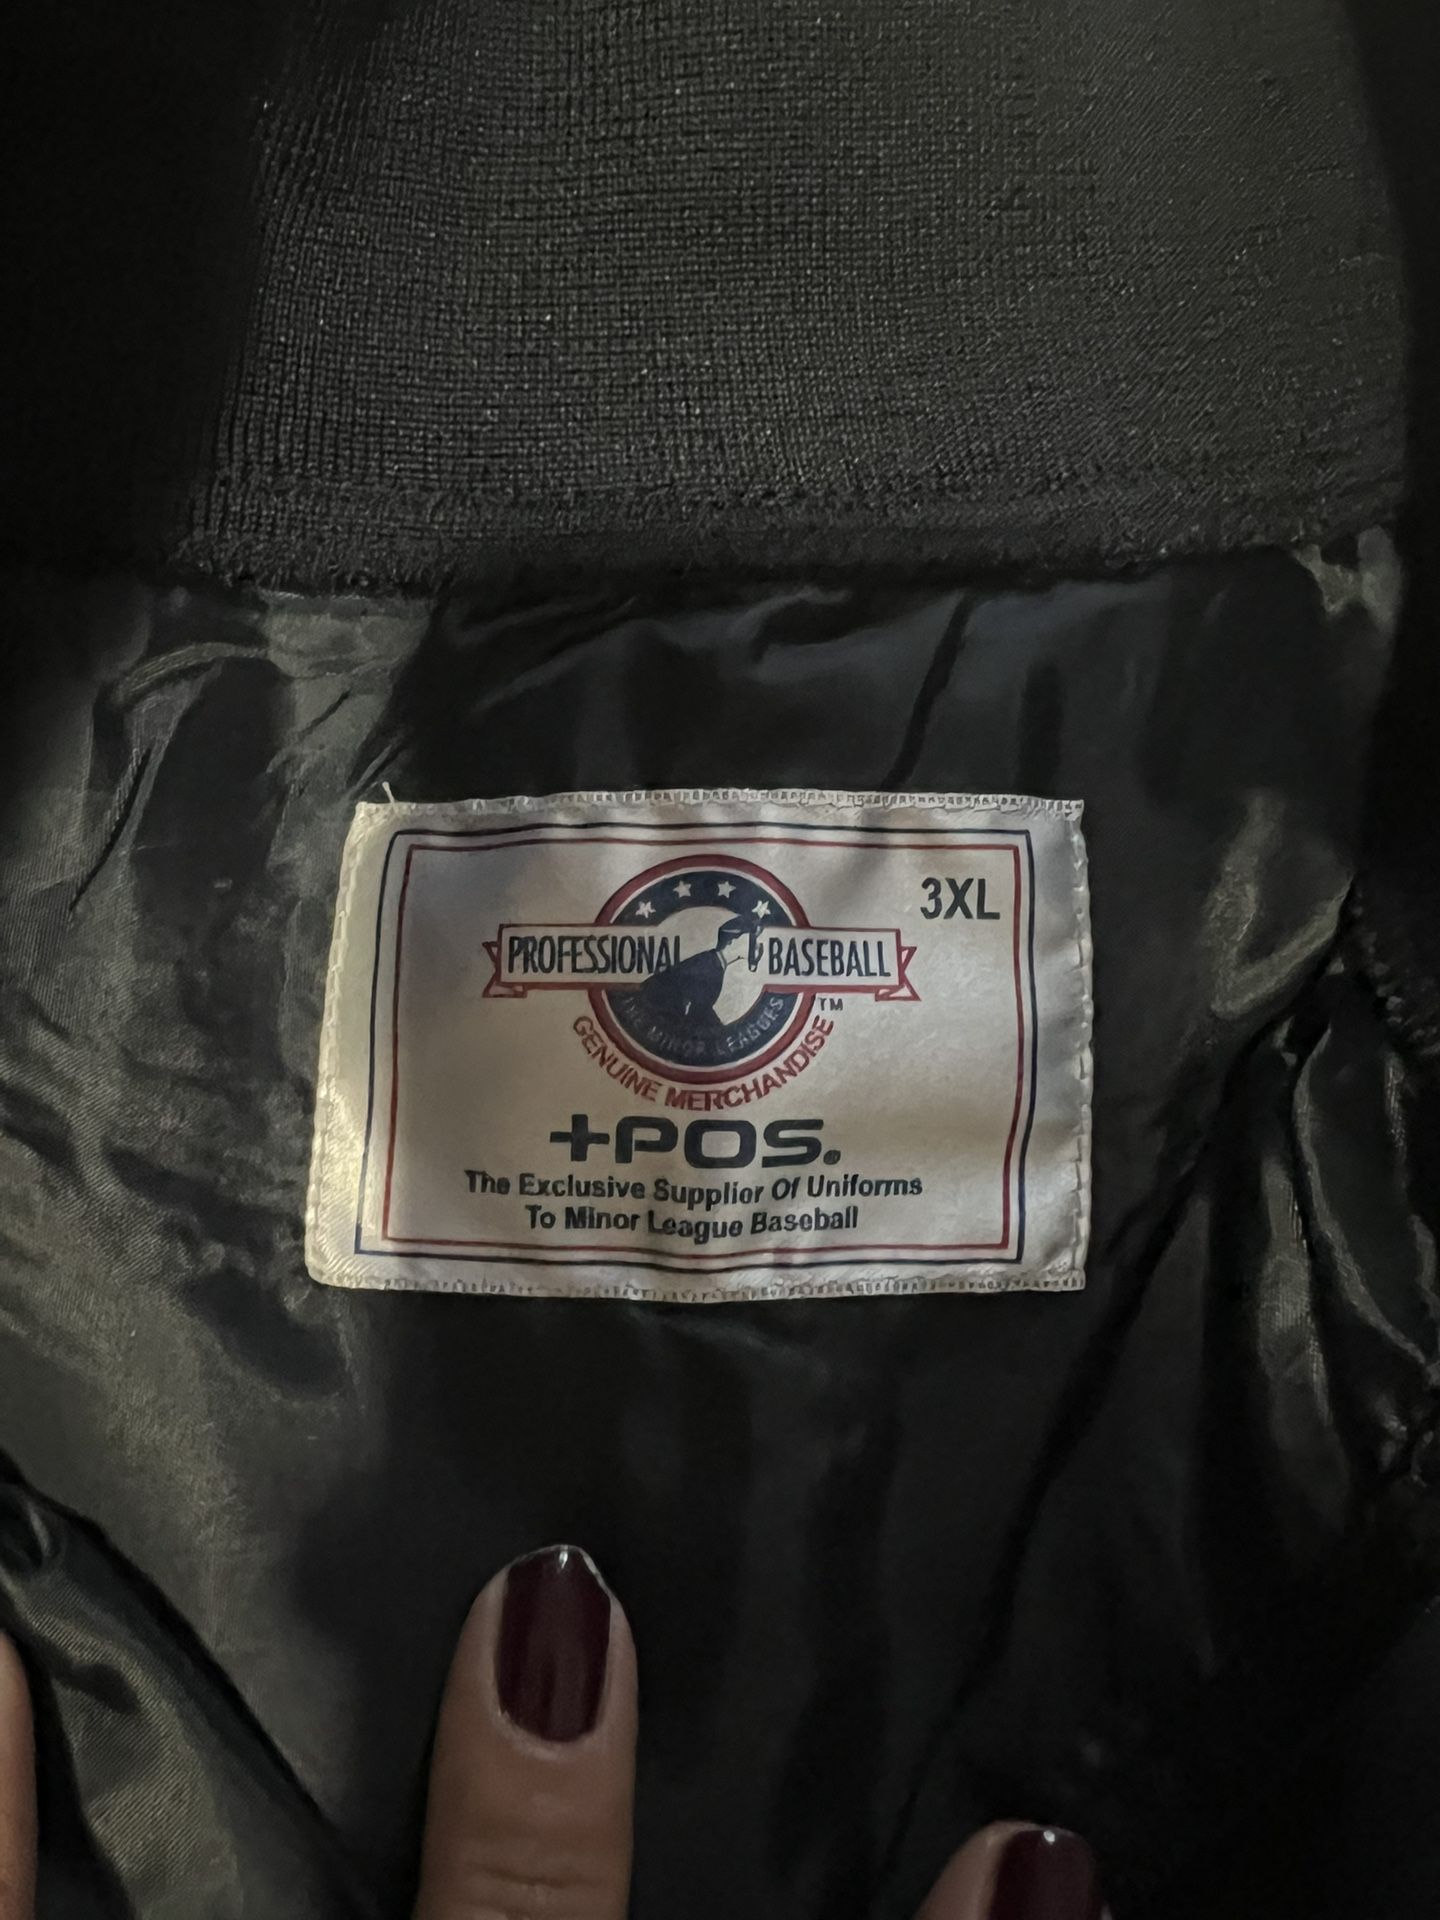 3XL
PROFESSIONAL BASEBALL
THE MINOR LEAGUES
TM
GENUINE MERCHANDISE
+POS.
The Exclusive Supplier Of Uniforms
To Minor League Baseball